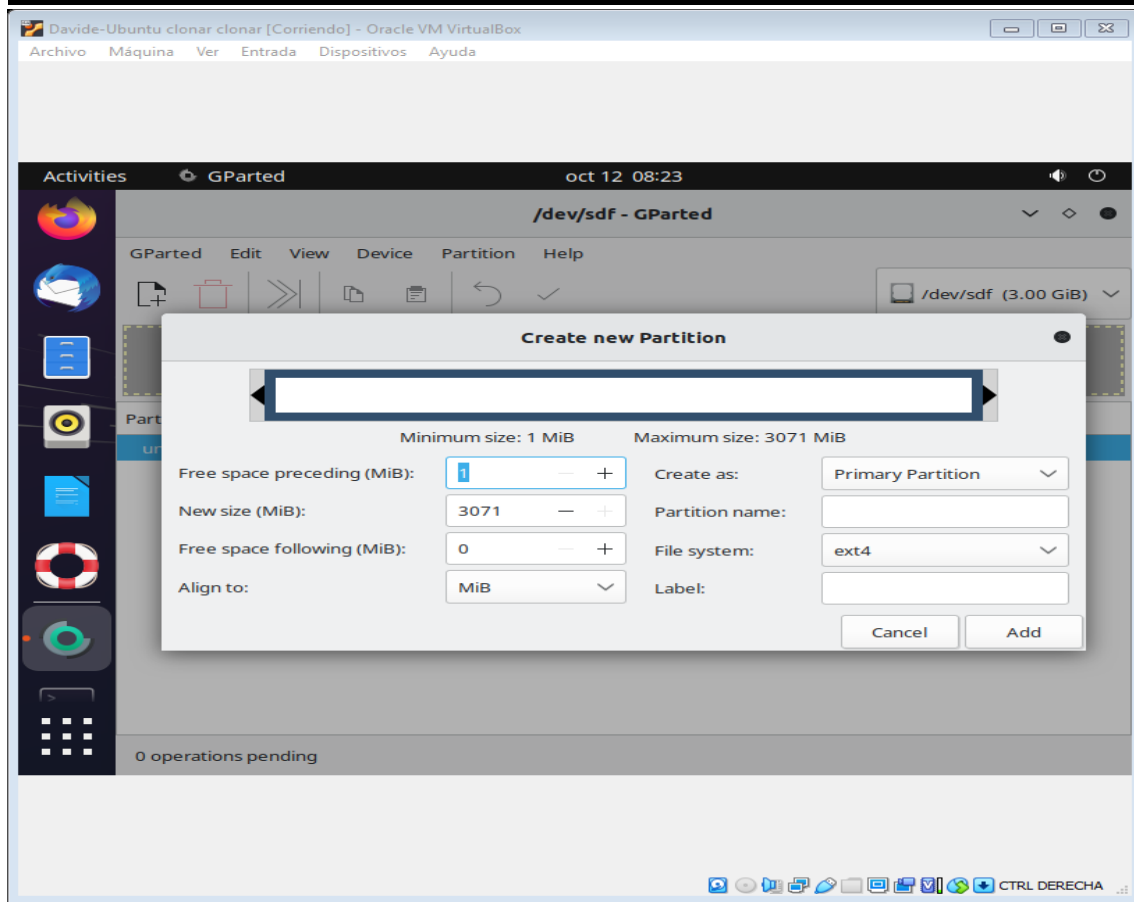 Davide-Ubuntu clonar clonar [Corriendo] - Oracle VM VirtualBox
Archivo Máquina Ver Entrada Dispositivos Ayuda
Activities GParted oct 12 08:23
/dev/sdf - GParted
GParted Edit View Device Partition Help
/dev/sdf (3.00 GiB)
Create new Partition
Part
un
Minimum size: 1 MiB Maximum size: 3071 MiB
Free space preceding (MiB): 1 Create as: Primary Partition
New size (MiB): 3071 Partition name:
Free space following (MiB): 0 File system: ext4
Align to: MiB Label:
Cancel Add
0 operations pending
CTRL DERECHA